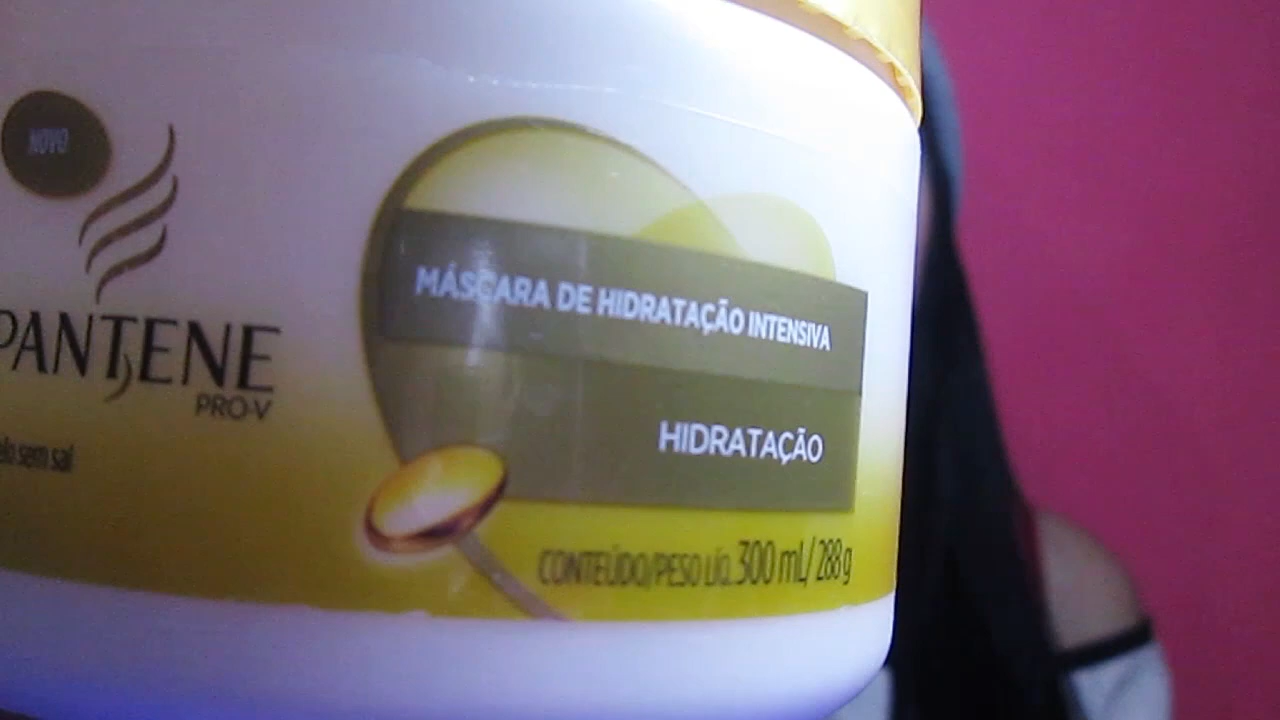 NOVO
PANTENE
PRO-V
sem sal
MÁSCARA DE HIDRATAÇÃO INTENSIVA
HIDRATAÇÃO
CONTEÚDO/PESO LÍQ. 300 mL/ 288 g